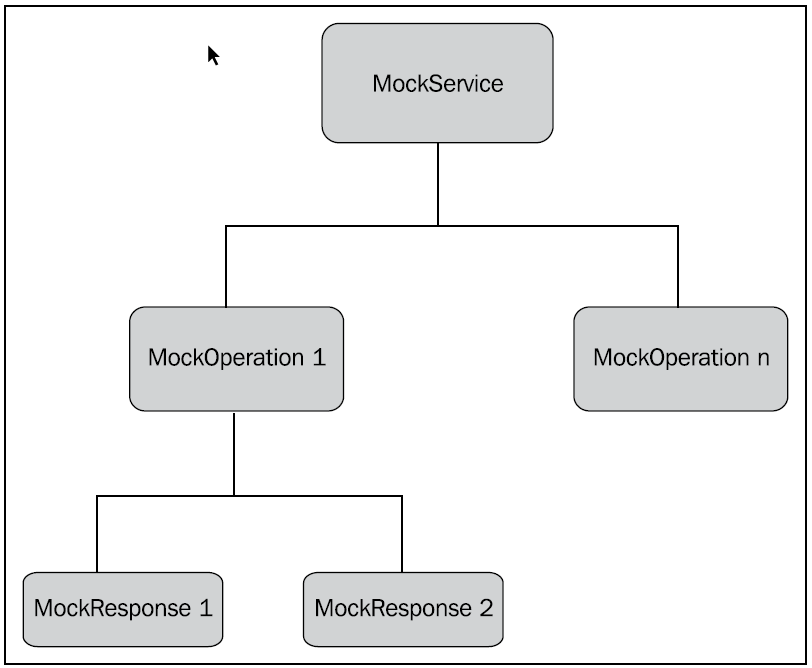 MockService
MockOperation 1
MockOperation n
MockResponse 1
MockResponse 2